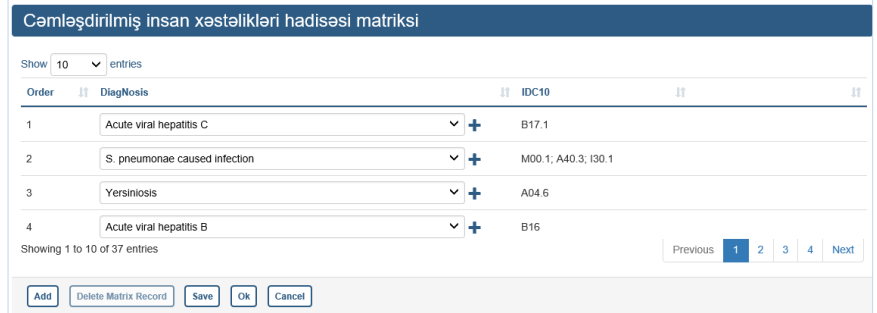 Cəmləşdirilmiş insan xəstəlikləri hadisəsi matriksi
Show 10 entries
Order DiagNosis IDC10
1 Acute viral hepatitis C B17.1
2 S. pneumonae caused infection M00.1; A40.3; I30.1
3 Yersiniosis A04.6
4 Acute viral hepatitis B B16
Showing 1 to 10 of 37 entries
Previous 1 2 3 4 Next
Add Delete Matrix Record Save Ok Cancel